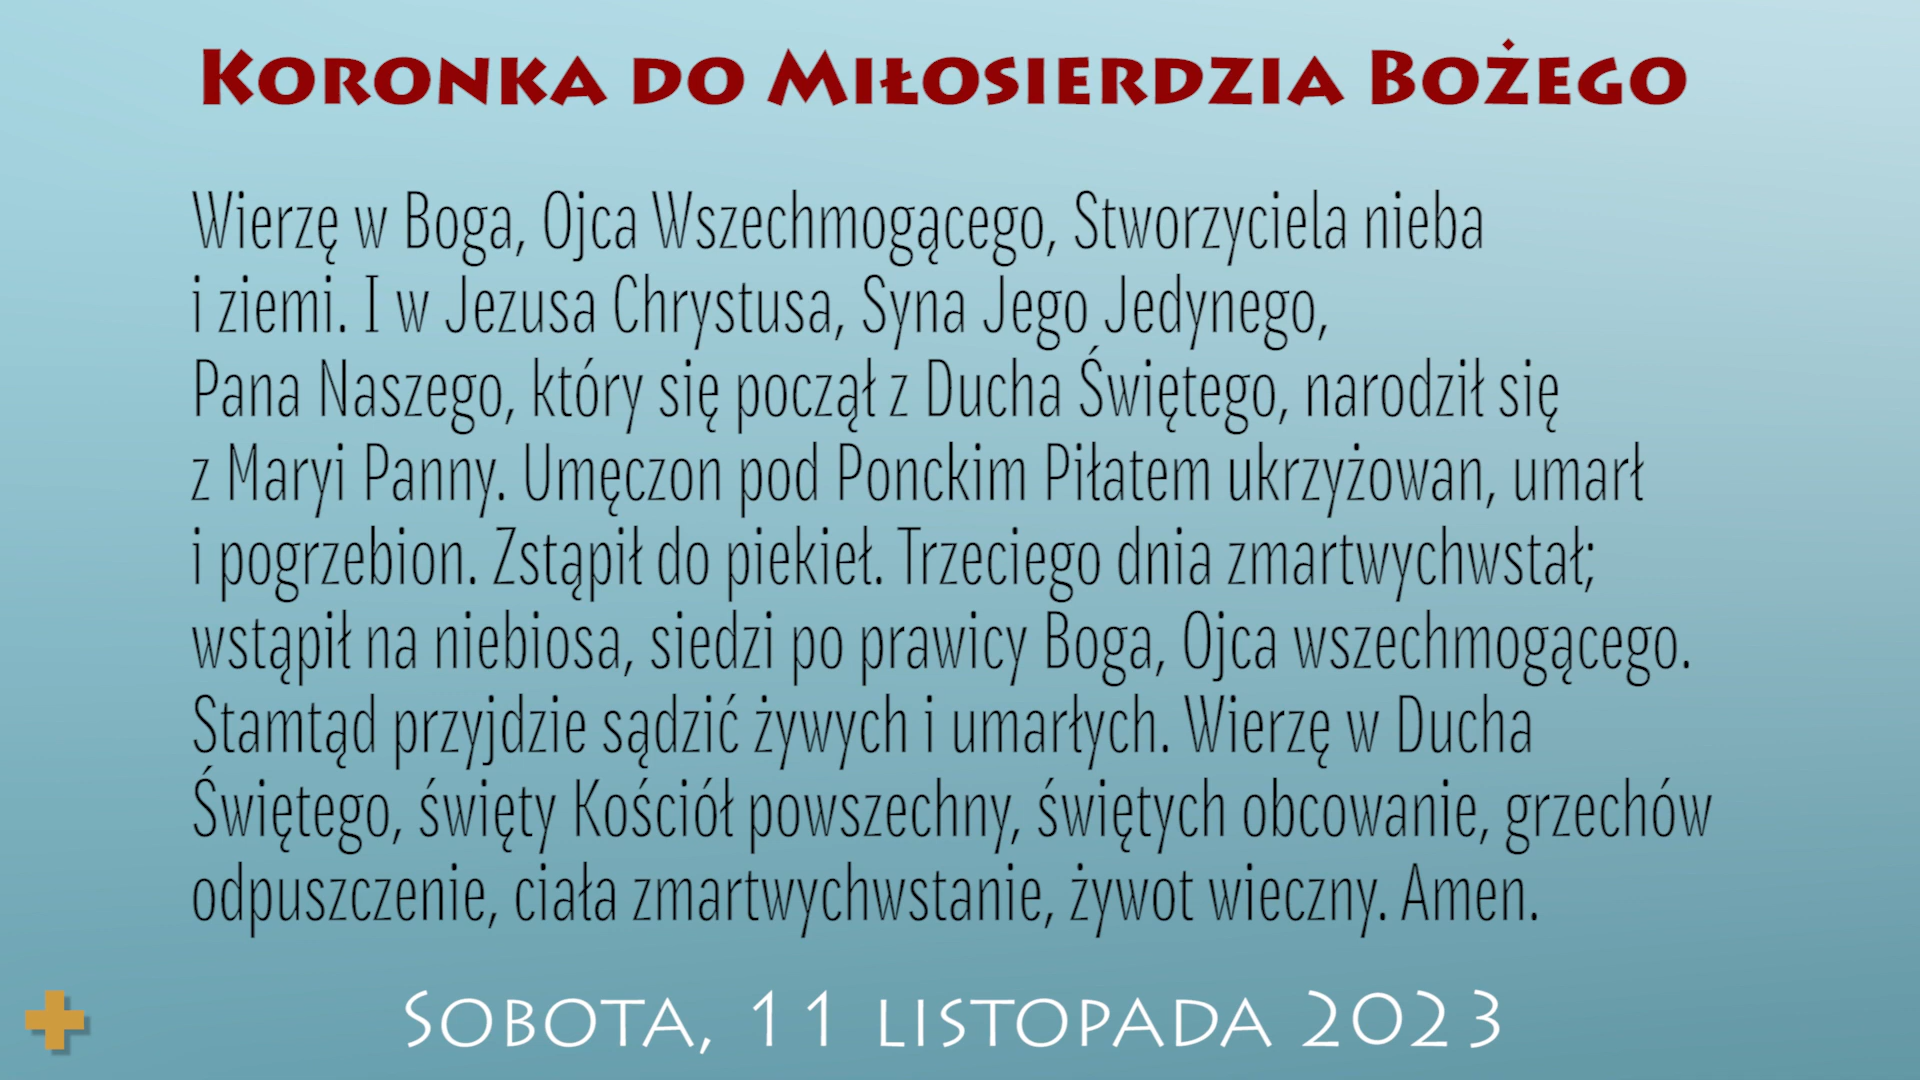 Koronka do Miłosierdzia Bożego
Wierzę w Boga, Ojca Wszechmogącego, Stworzyciela nieba
i ziemi. I w Jezusa Chrystusa, Syna Jego Jedynego,
Pana Naszego, który się począł z Ducha Świętego, narodził się
z Maryi Panny. Umęczon pod Ponckim Piłatem ukrzyżowan, umarł
i pogrzebion. Zstąpił do piekieł. Trzeciego dnia zmartwychwstał;
wstąpił na niebiosa, siedzi po prawicy Boga, Ojca wszechmogącego.
Stamtąd przyjdzie sądzić żywych i umarłych. Wierzę w Ducha
Świętego, święty Kościół powszechny, świętych obcowanie, grzechów
odpuszczenie, ciała zmartwychwstanie, żywot wieczny. Amen.
Sobota, 11 listopada 2023